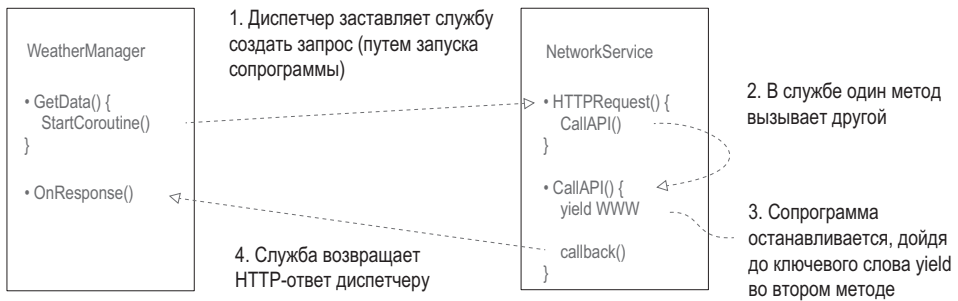 1. Диспетчер заставляет службу
создать запрос (путем запуска
сопрограммы)
WeatherManager
• GetData() {
StartCoroutine()
}
• OnResponse()
NetworkService
• HTTPRequest() {
CallAPI()
}
• CallAPI() {
yield WWW
callback()
}
2. В службе один метод
вызывает другой
3. Сопрограмма
останавливается, дойдя
до ключевого слова yield
во втором методе
4. Служба возвращает
HTTP-ответ диспетчеру